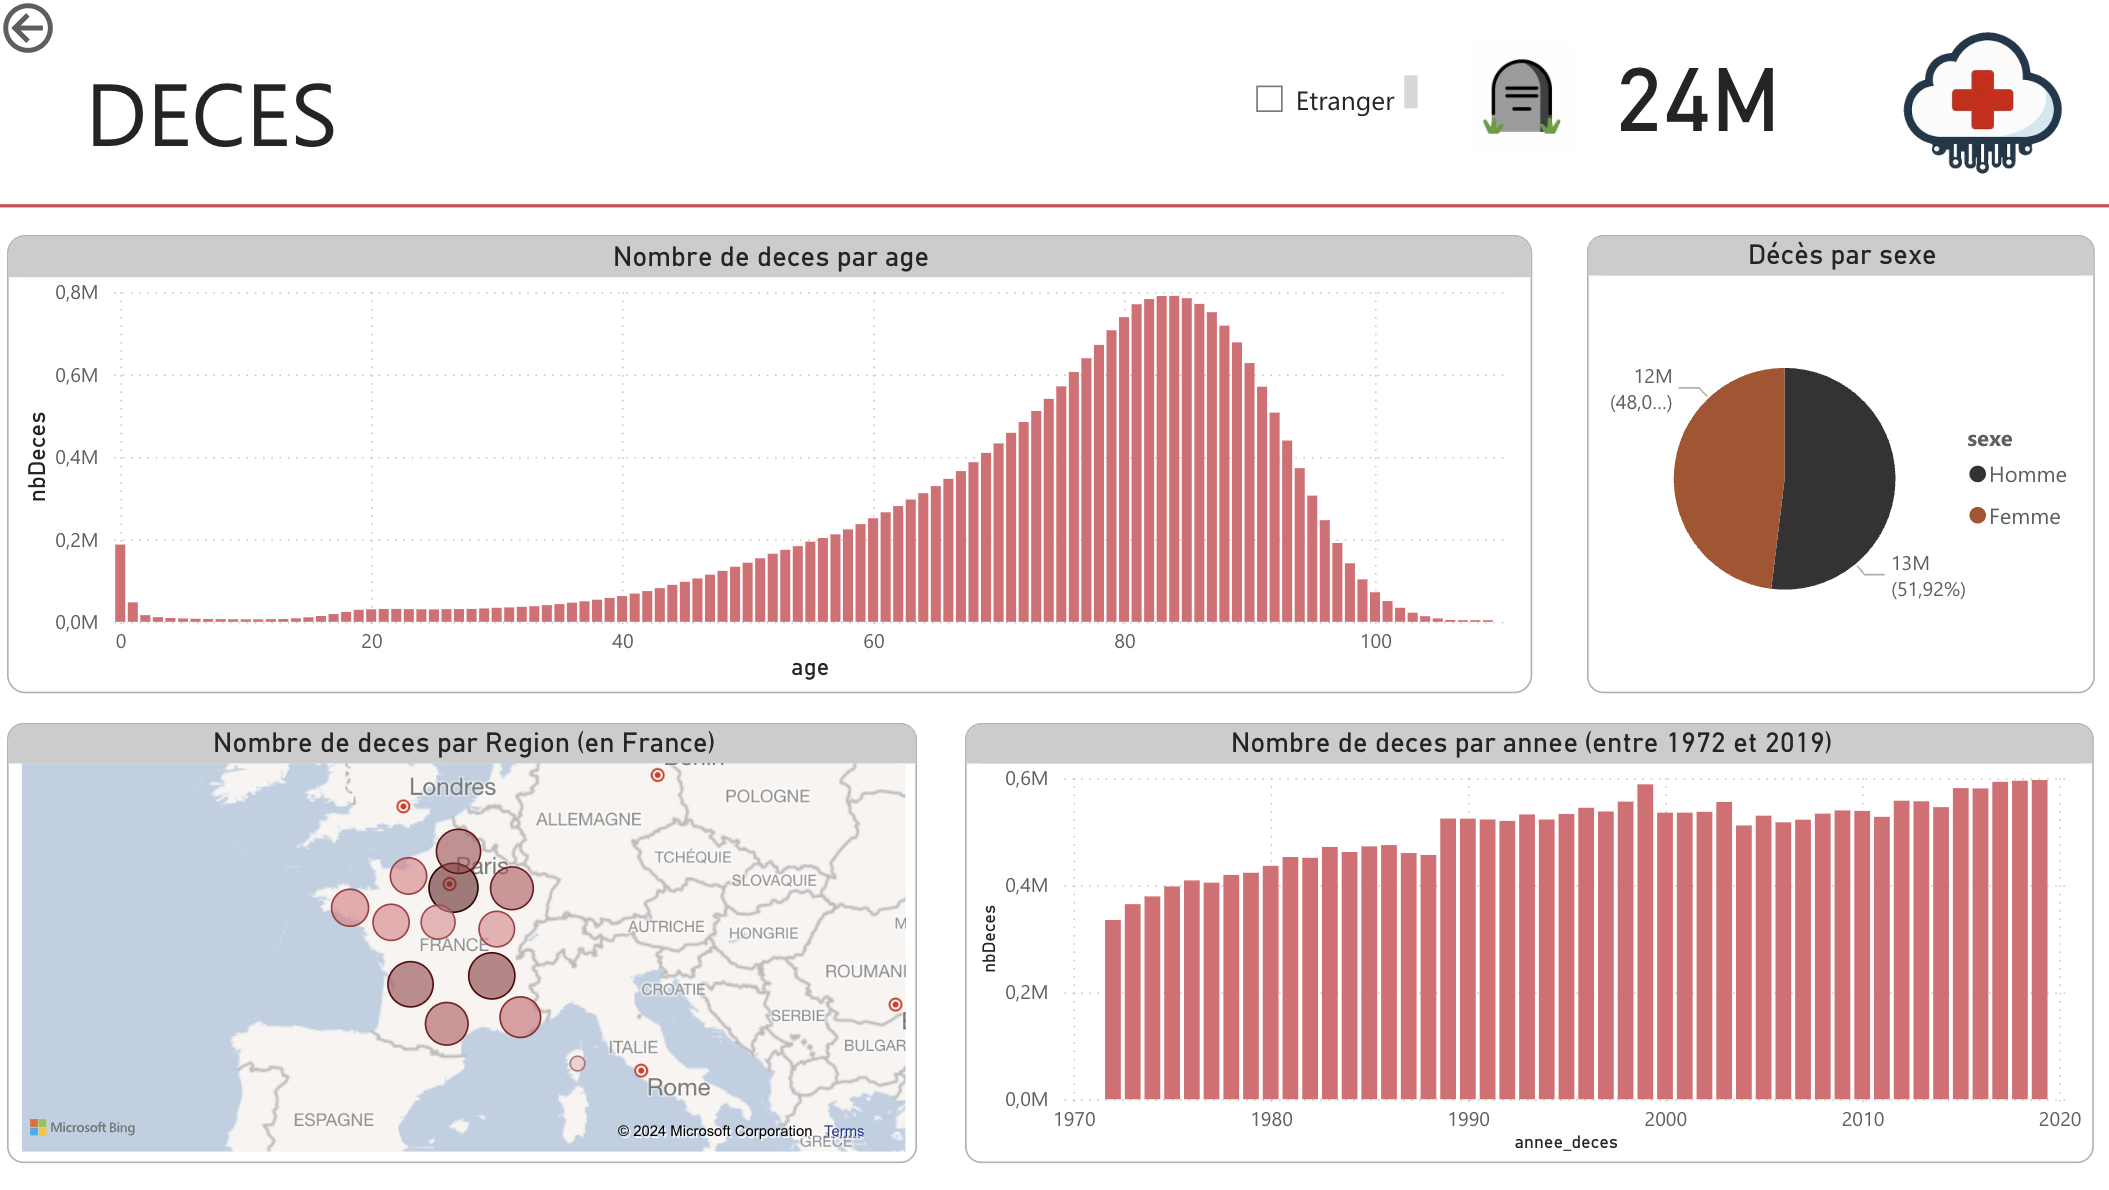 DECES
Etranger
24M
Nombre de deces par age
0,8M
0,6M
0,4M
0,2M
0,0M
nbDeces
0 20 40 60 80 100
age
Décès par sexe
12M
(48,0...)
13M
(51,92%)
sexe
Homme
Femme
Nombre de deces par Region (en France)
Londres
POLOGNE
ALLEMAGNE
Paris
TCHÉQUIE
SLOVAQUIE
AUTRICHE
HONGRIE
FRANCE
ROUMANI
CROATIE
SERBIE
BULGAR
ITALIE
Rome
ESPAGNE
Microsoft Bing
© 2024 Microsoft Corporation Terms
GRÈCE
Nombre de deces par annee (entre 1972 et 2019)
0,6M
0,4M
0,2M
0,0M
nbDeces
1970 1980 1990 2000 2010 2020
annee_deces